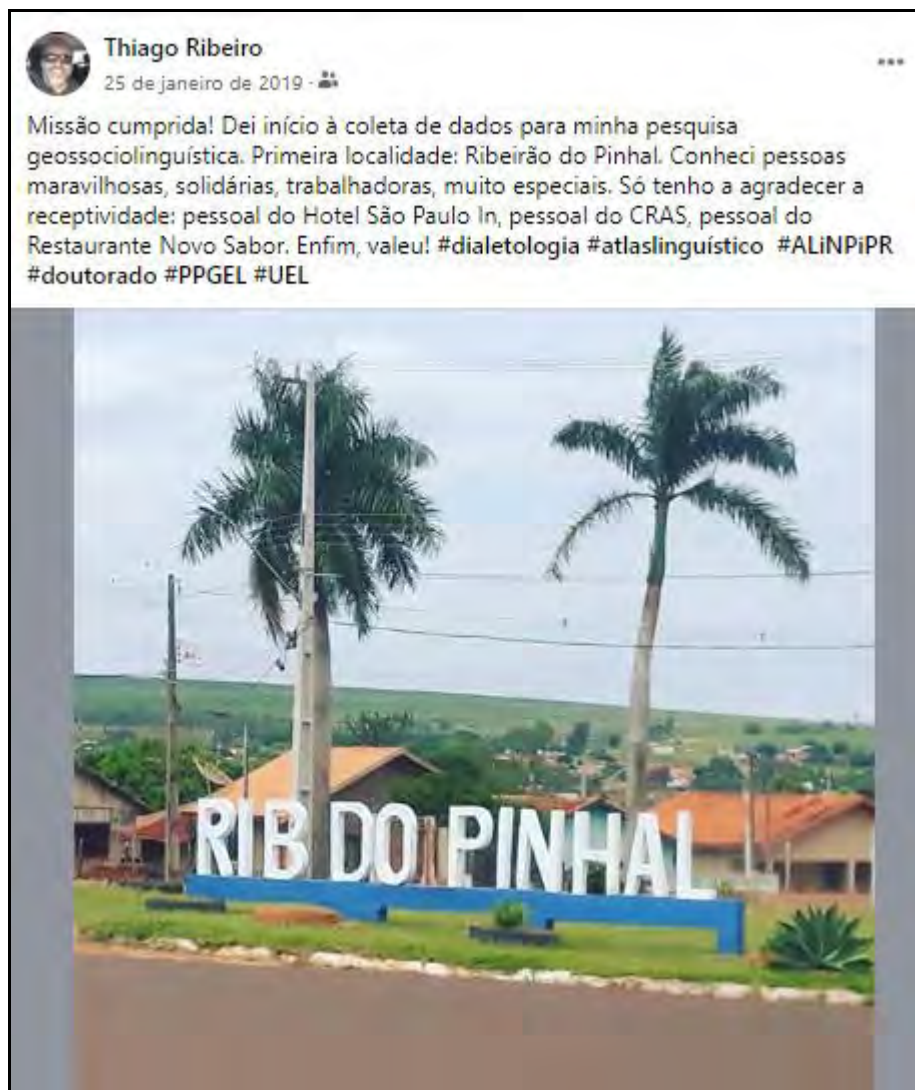 Thiago Ribeiro
25 de janeiro de 2019 ·
Missão cumprida! Dei início à coleta de dados para minha pesquisa
geossociolinguística. Primeira localidade: Ribeirão do Pinhal. Conheci pessoas
maravilhosas, solidárias, trabalhadoras, muito especiais. Só tenho a agradecer a
receptividade: pessoal do Hotel São Paulo In, pessoal do CRAS, pessoal do
Restaurante Novo Sabor. Enfim, valeu! #dialetologia #atlaslinguístico #ALiNPiPR
#doutorado #PPGEL #UEL
RIB DO PINHAL